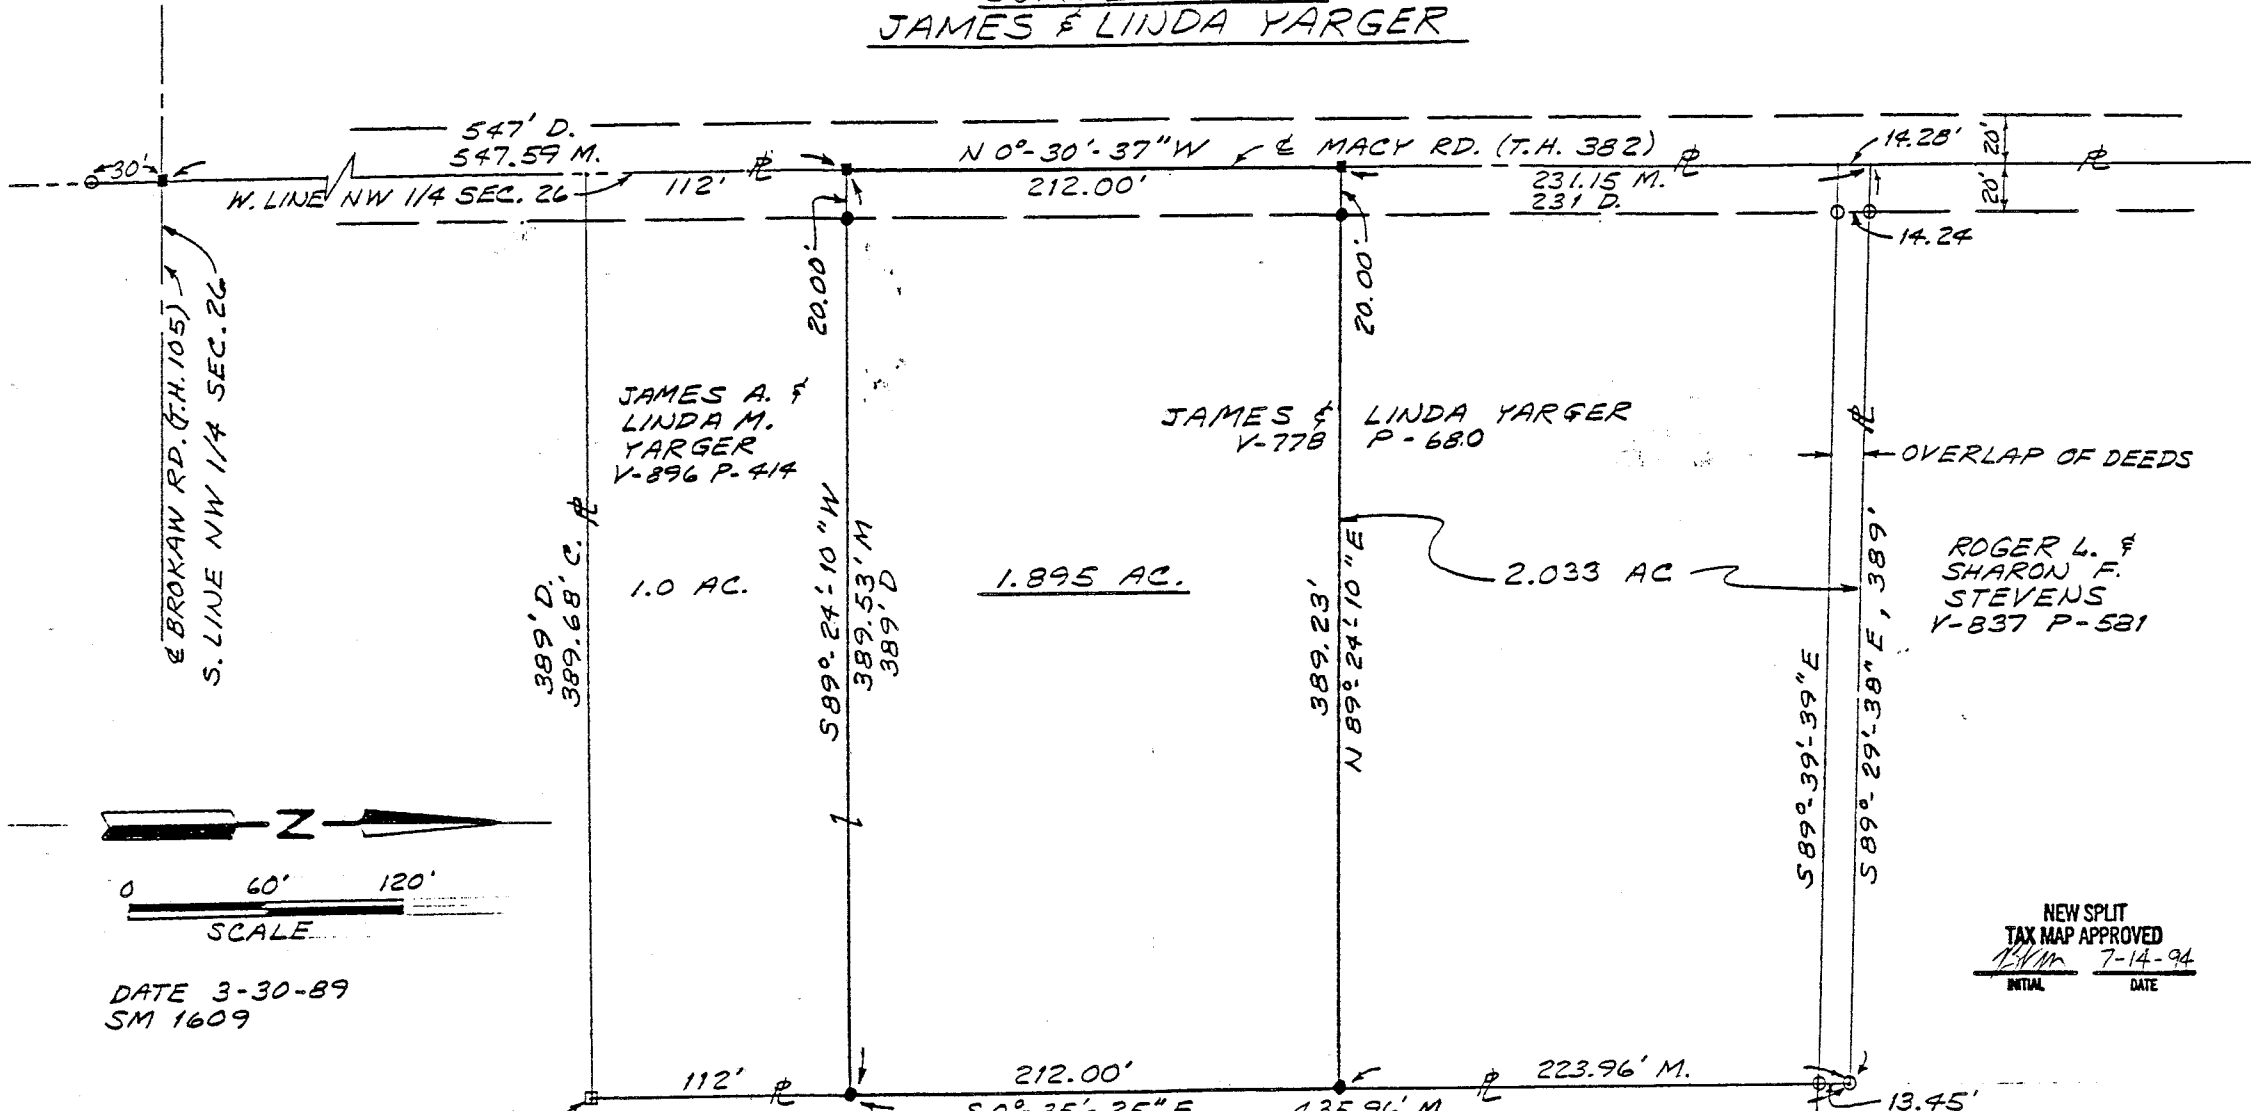 JAMES & LINDA YARGER
547' D.
547.59 M.
30'
W. LINE NW 1/4 SEC. 26
112'
N 0°-30'-37" W
℄ MACY RD. (T.H. 382)
212.00'
231.15 M.
231 D.
14.28'
20'
20'
14.24
℄ BROKAW RD. (T.H. 105)
S. LINE NW 1/4 SEC. 26
20.00'
20.00'
JAMES A. &
LINDA M.
YARGER
V-896 P-414
JAMES & LINDA YARGER
V-778 P-680
OVERLAP OF DEEDS
ROGER L. &
SHARON F.
STEVENS
V-837 P-581
389' D.
389.68' C.
1.0 AC.
S89°-24'-10" W
389.53' M
389' D
1.895 AC.
389.23'
N 89°-24'-10" E
2.033 AC
S89°-39'-39" E
S89°-29'-38" E, 389'
N
0 60' 120'
SCALE
DATE 3-30-89
SM 1609
NEW SPLIT
TAX MAP APPROVED
7-14-94
INITIAL DATE
112'
212.00'
223.96' M.
S 0°-35'-25" E
435.96' M.
13.45'